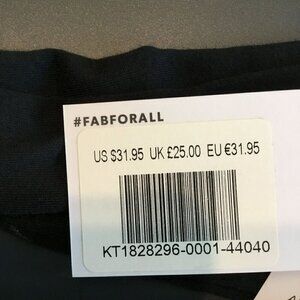 #FABFORALL
US $31.95 UK £25.00 EU €31.95
KT1828296-0001-44040